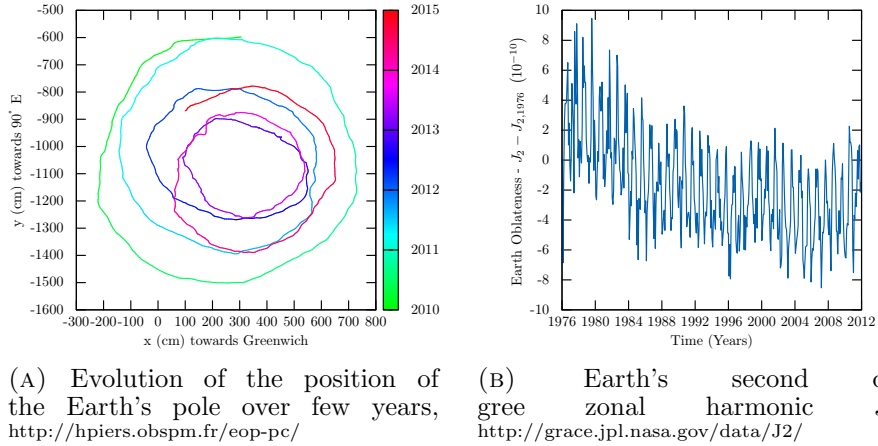 -500
-600
-700
-800
-900
-1000
-1100
-1200
-1300
-1400
-1500
-1600
y (cm) towards 90° E
-300-200-100 0 100 200 300 400 500 600 700 800
x (cm) towards Greenwich
2015
2014
2013
2012
2011
2010
10
8
6
4
2
0
-2
-4
-6
-8
-10
Earth Oblateness - J2 − J2,1976 (10−10)
1976 1980 1984 1988 1992 1996 2000 2004 2008 2012
Time (Years)
(A) Evolution of the position of
the Earth's pole over few years,
http://hpiers.obspm.fr/eop-pc/
(B) Earth's second
gree zonal harmonic
http://grace.jpl.nasa.gov/data/J2/